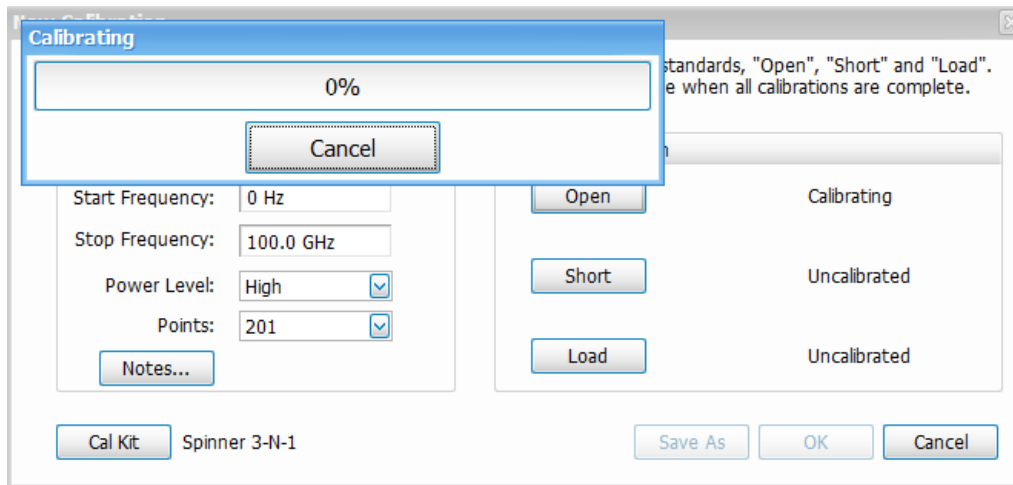 Calibrating
0%
Cancel
standards, "Open", "Short" and "Load".
when all calibrations are complete.
Start Frequency: 0 Hz
Stop Frequency: 100.0 GHz
Power Level: High
Points: 201
Notes...
Open Calibrating
Short Uncalibrated
Load Uncalibrated
Cal Kit Spinner 3-N-1
Save As OK Cancel